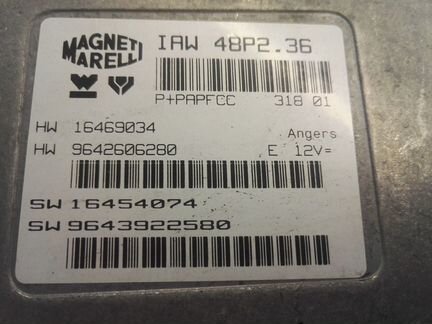 MAGNETI
MARELLI
IAW 48P2.36
P+PAPFCC 318 01
HW 16469034 Angers
HW 9642606280 E 12V=
SW 16454074
SW 9643922580